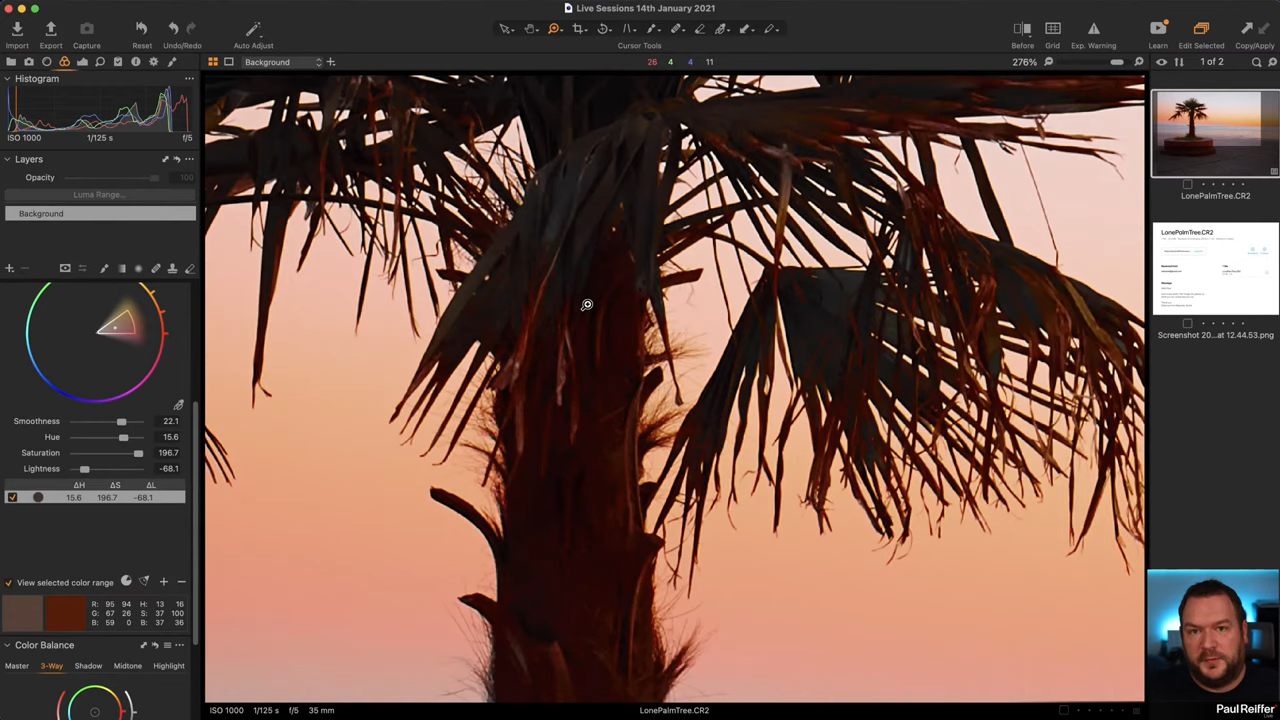 Live Sessions 14th January 2021
Import
Export
Capture
Reset
Undo/Redo
Auto Adjust
Cursor Tools
Before
Grid
Exp. Warning
Learn
Edit Selected
Copy/Apply
Background
26 4 4 11
276%
1 of 2
Histogram
ISO 1000 1/125 s f/5
Layers
Opacity 100
Luma Range...
Background
Smoothness 22.1
Hue 15.6
Saturation 196.7
Lightness -68.1
ΔH ΔS ΔL
15.6 196.7 -68.1
View selected color range
R: 95 94 H: 13 16
G: 67 26 S: 37 100
B: 59 0 L: 37 36
Color Balance
Master 3-Way Shadow Midtone Highlight
ISO 1000 1/125 s f/5 35 mm
LonePalmTree.CR2
LonePalmTree.CR2
LonePalmTree.CR2
Screenshot 20...at 12.44.53.png
PaulReiffer
Live